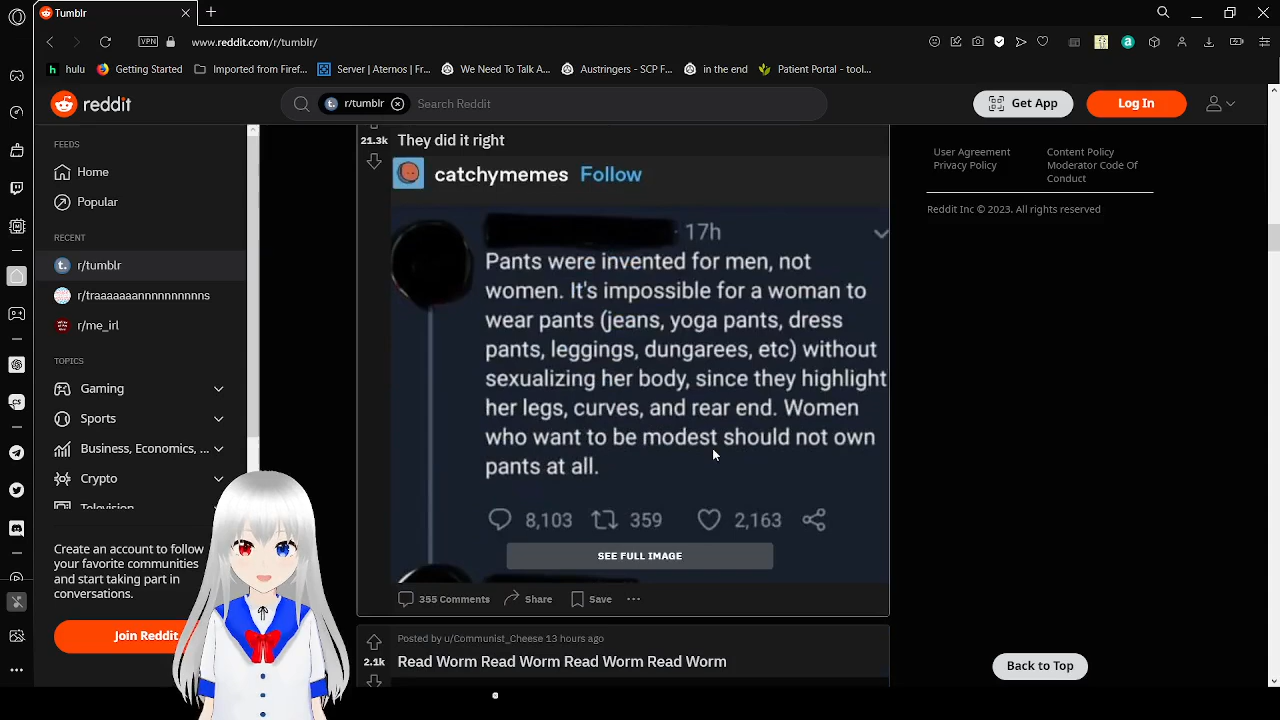 Tumblr
VPN
www.reddit.com/r/tumblr/
hulu
Getting Started
Imported from Firef...
Server | Aternos | Fr...
We Need To Talk A...
Austringers - SCP F...
in the end
Patient Portal - tool...
reddit
r/tumblr
Search Reddit
Get App
Log In
FEEDS
Home
Popular
RECENT
r/tumblr
r/traaaaaaannnnnnnnnns
r/me_irl
TOPICS
Gaming
Sports
Business, Economics, ...
Crypto
Television
Create an account to follow
your favorite communities
and start taking part in
conversations.
Join Reddit
21.3k
They did it right
catchymemes Follow
17h
Pants were invented for men, not
women. It's impossible for a woman to
wear pants (jeans, yoga pants, dress
pants, leggings, dungarees, etc) without
sexualizing her body, since they highlight
her legs, curves, and rear end. Women
who want to be modest should not own
pants at all.
8,103 359 2,163
SEE FULL IMAGE
355 Comments Share Save
Posted by u/Communist_Cheese 13 hours ago
2.1k
Read Worm Read Worm Read Worm Read Worm
User Agreement
Privacy Policy
Content Policy
Moderator Code Of
Conduct
Reddit Inc © 2023. All rights reserved
Back to Top